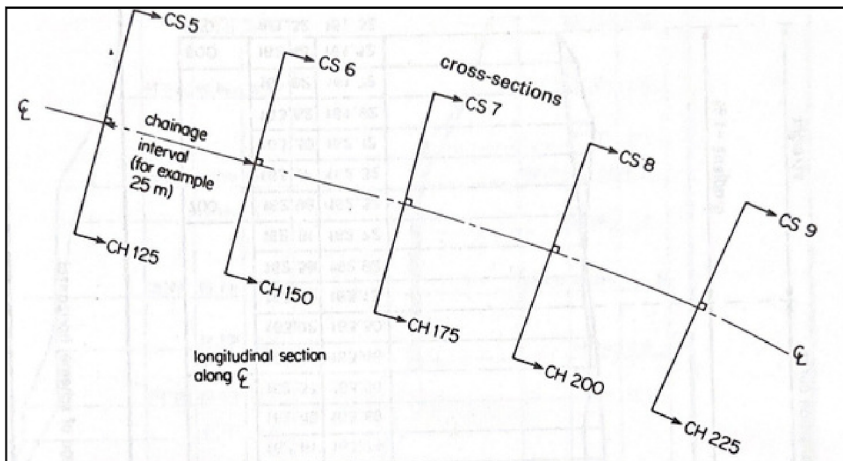 CS 5
CS 6
cross-sections
CS 7
CS 8
CS 9
℄
chainage
interval
(for example
25 m)
CH 125
CH 150
CH 175
CH 200
CH 225
longitudinal section
along ℄
℄